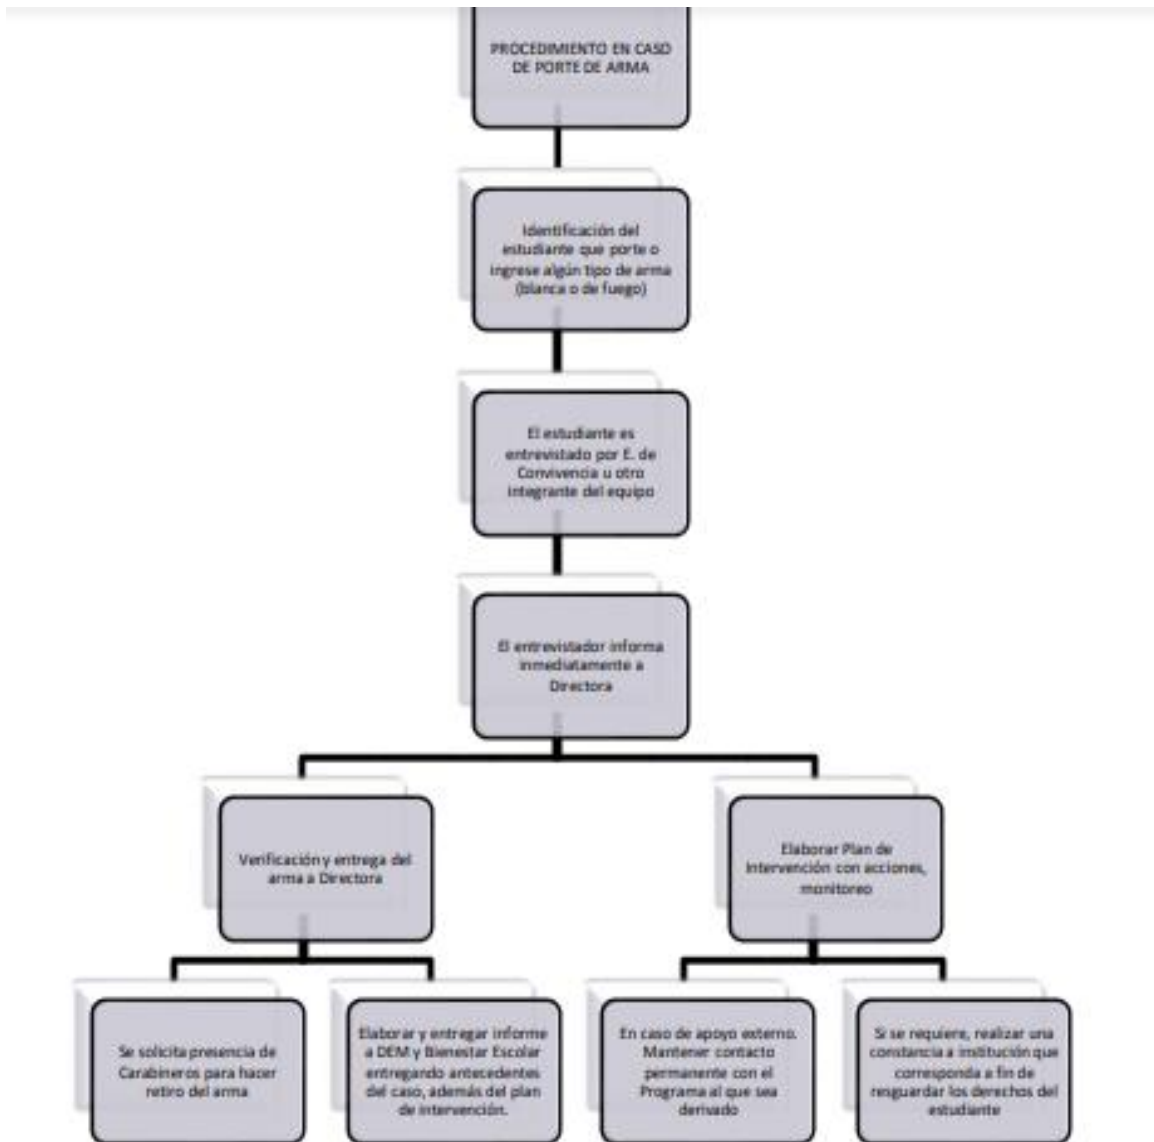 PROCEDIMIENTO EN CASO
DE PORTE DE ARMA
Identificación del
estudiante que porte o
ingrese algún tipo de arma
(blanca o de fuego)
El estudiante es
entrevistado por E. de
Convivencia u otro
integrante del equipo
El entrevistador informa
inmediatamente a
Directora
Verificación y entrega del
arma a Directora
Elaborar Plan de
Intervención con acciones,
monitoreo
Se solicita presencia de
Carabineros para hacer
retiro del arma
Elaborar y entregar informe
a DEM y Bienestar Escolar
entregando antecedentes
del caso, además del plan
de intervención.
En caso de apoyo externo.
Mantener contacto
permanente con el
Programa al que sea
derivado
Si se requiere, realizar una
constancia a institución que
corresponda a fin de
resguardar los derechos del
estudiante